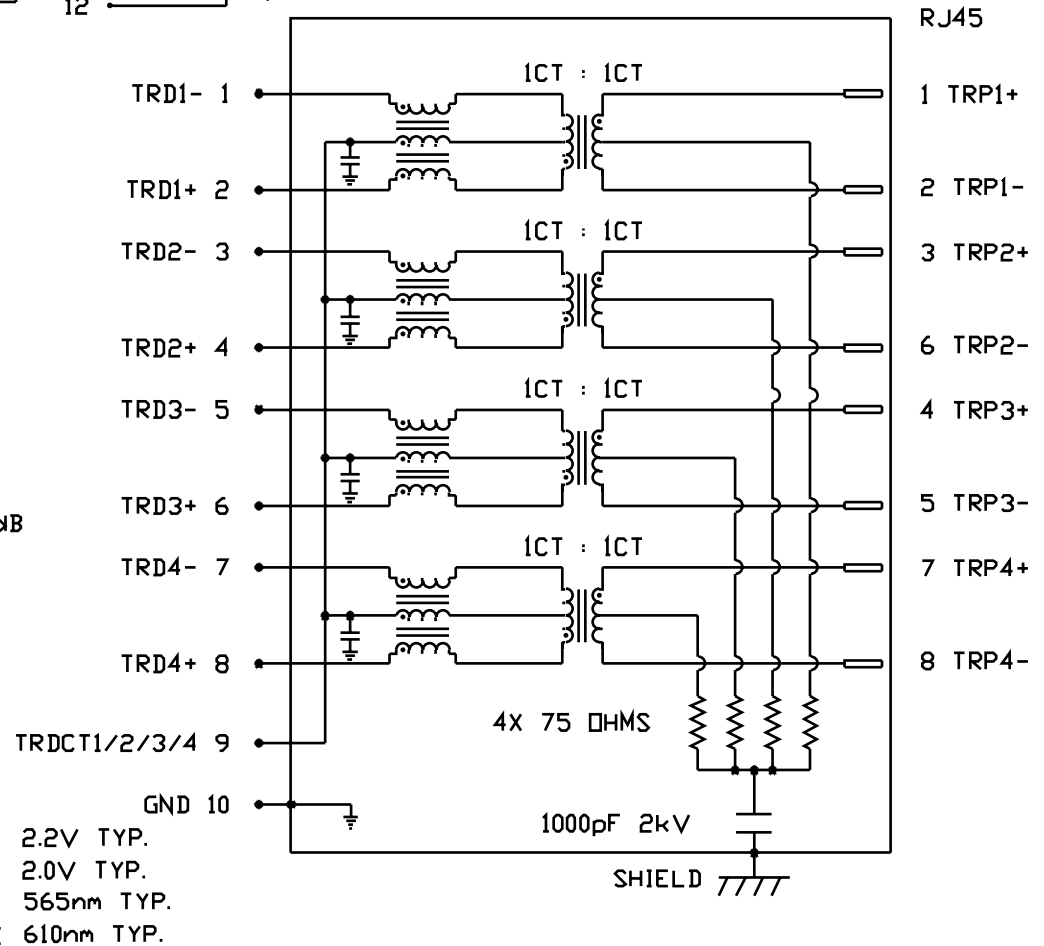 12
RJ45
1CT : 1CT
TRD1- 1
1 TRP1+
TRD1+ 2
2 TRP1-
1CT : 1CT
TRD2- 3
3 TRP2+
TRD2+ 4
6 TRP2-
1CT : 1CT
TRD3- 5
4 TRP3+
TRD3+ 6
5 TRP3-
dB
1CT : 1CT
TRD4- 7
7 TRP4+
TRD4+ 8
8 TRP4-
4X 75 OHMS
TRDCT1/2/3/4 9
GND 10
1000pF 2kV
2.2V TYP.
2.0V TYP.
SHIELD
565nm TYP.
610nm TYP.